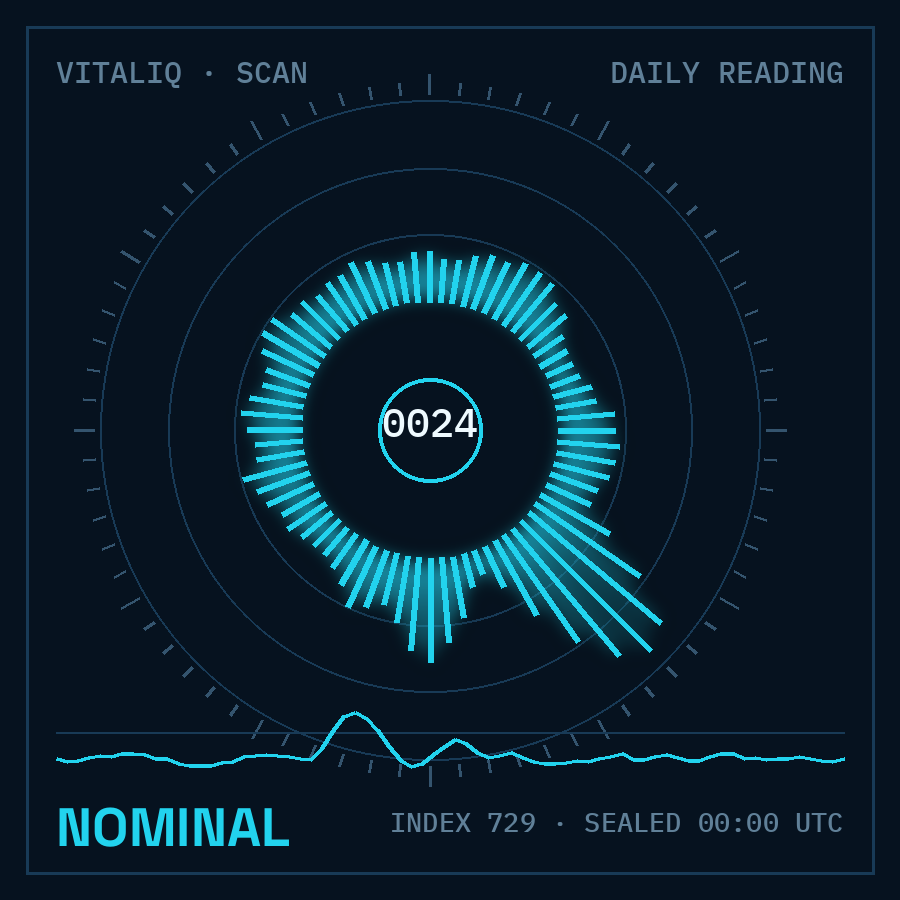 VITALIQ · SCAN
DAILY READING
0024
NOMINAL
INDEX 729 · SEALED 00:00 UTC